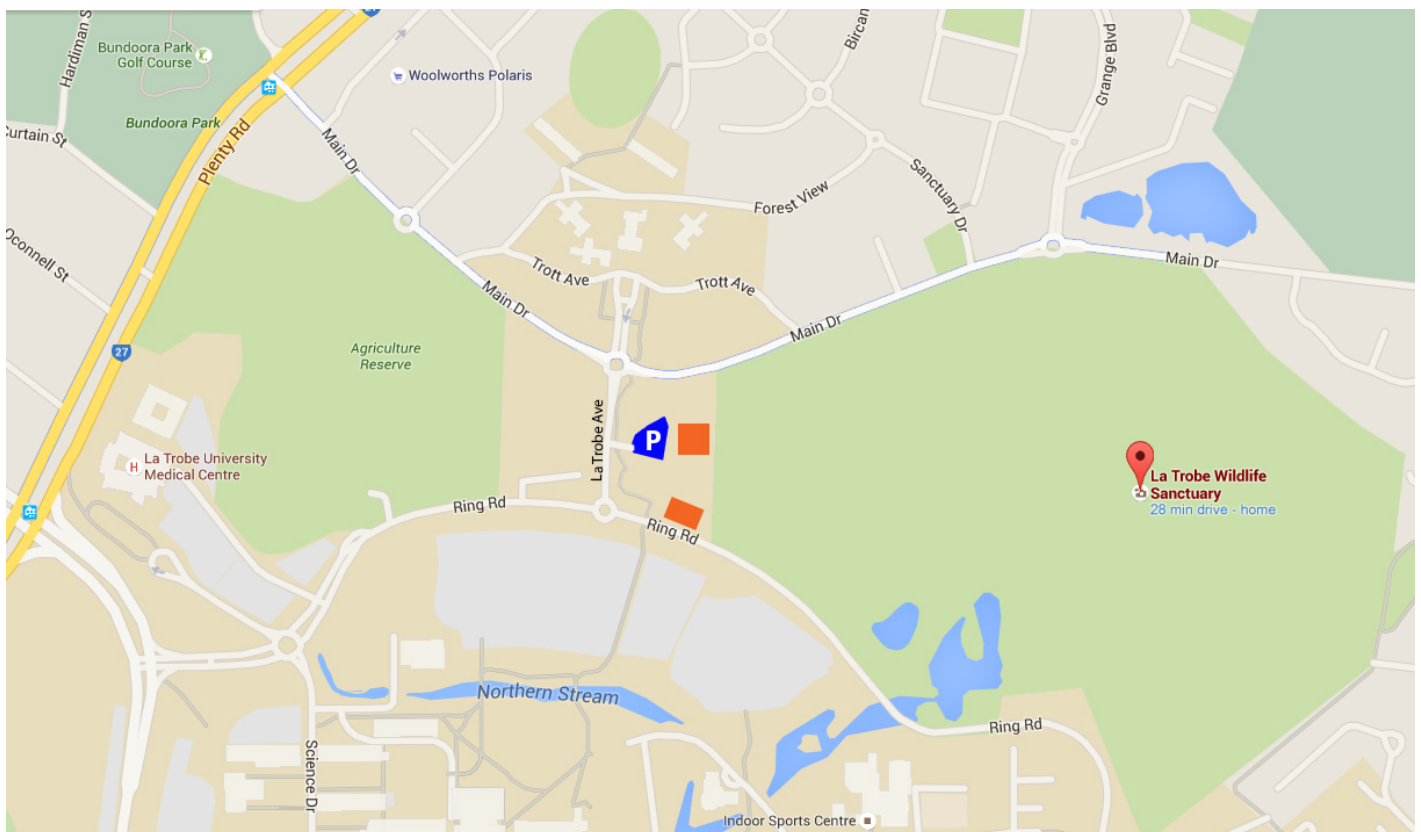 Hardiman S
Bundoora Park
Golf Course
Woolworths Polaris
Bircan
Grange Blvd
Curtain St
Bundoora Park
Plenty Rd
Main Dr
Forest View
Sanctuary Dr
Oconnell St
Trott Ave
Trott Ave
Main Dr
Main Dr
Main Dr
27
Agriculture
Reserve
La Trobe Ave
P
H
La Trobe University
Medical Centre
La Trobe Wildlife
Sanctuary
28 min drive - home
Ring Rd
Ring Rd
Northern Stream
Ring Rd
Science Dr
Indoor Sports Centre